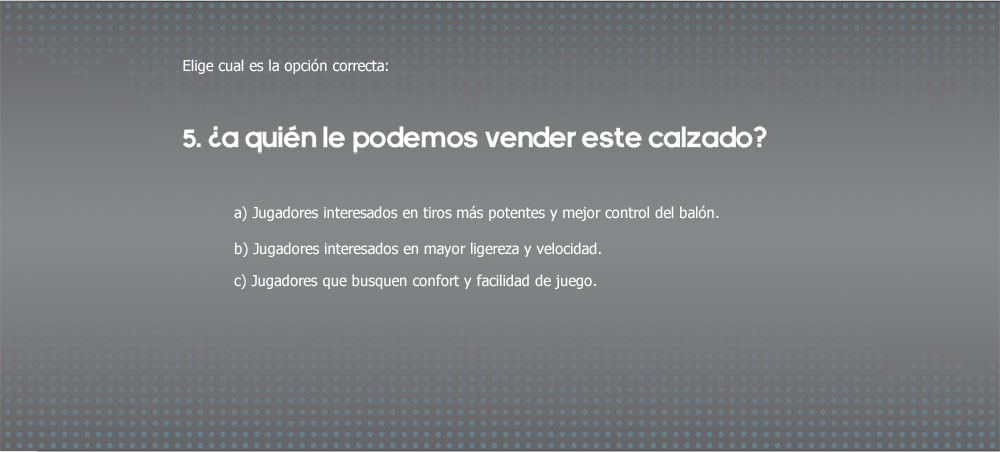 Elige cual es la opción correcta:
5. ¿a quién le podemos vender este calzado?
a) Jugadores interesados en tiros más potentes y mejor control del balón.
b) Jugadores interesados en mayor ligereza y velocidad.
c) Jugadores que busquen confort y facilidad de juego.